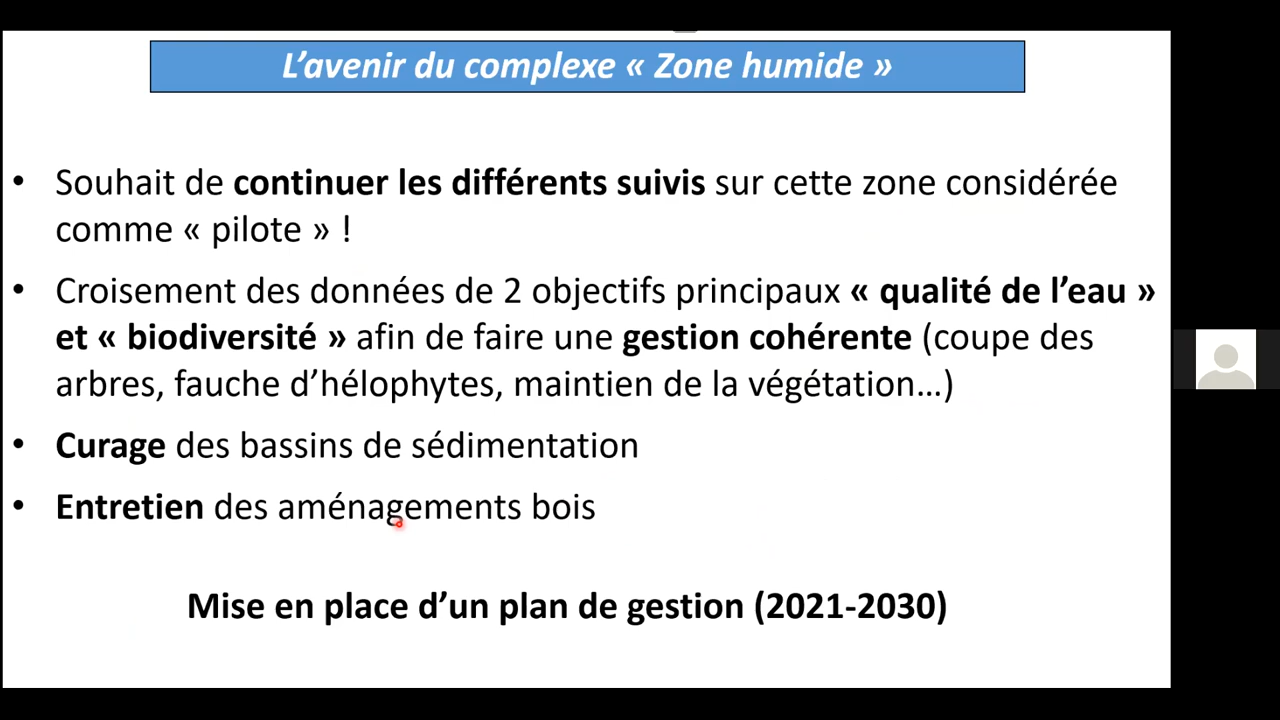 L’avenir du complexe « Zone humide »
• Souhait de continuer les différents suivis sur cette zone considérée
comme « pilote » !
• Croisement des données de 2 objectifs principaux « qualité de l’eau »
et « biodiversité » afin de faire une gestion cohérente (coupe des
arbres, fauche d’hélophytes, maintien de la végétation…)
• Curage des bassins de sédimentation
• Entretien des aménagements bois
Mise en place d’un plan de gestion (2021-2030)